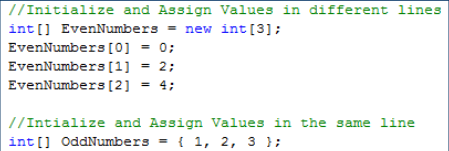 //Initialize and Assign Values in different lines
int[] EvenNumbers = new int[3];
EvenNumbers[0] = 0;
EvenNumbers[1] = 2;
EvenNumbers[2] = 4;
//Intialize and Assign Values in the same line
int[] OddNumbers = { 1, 2, 3 };